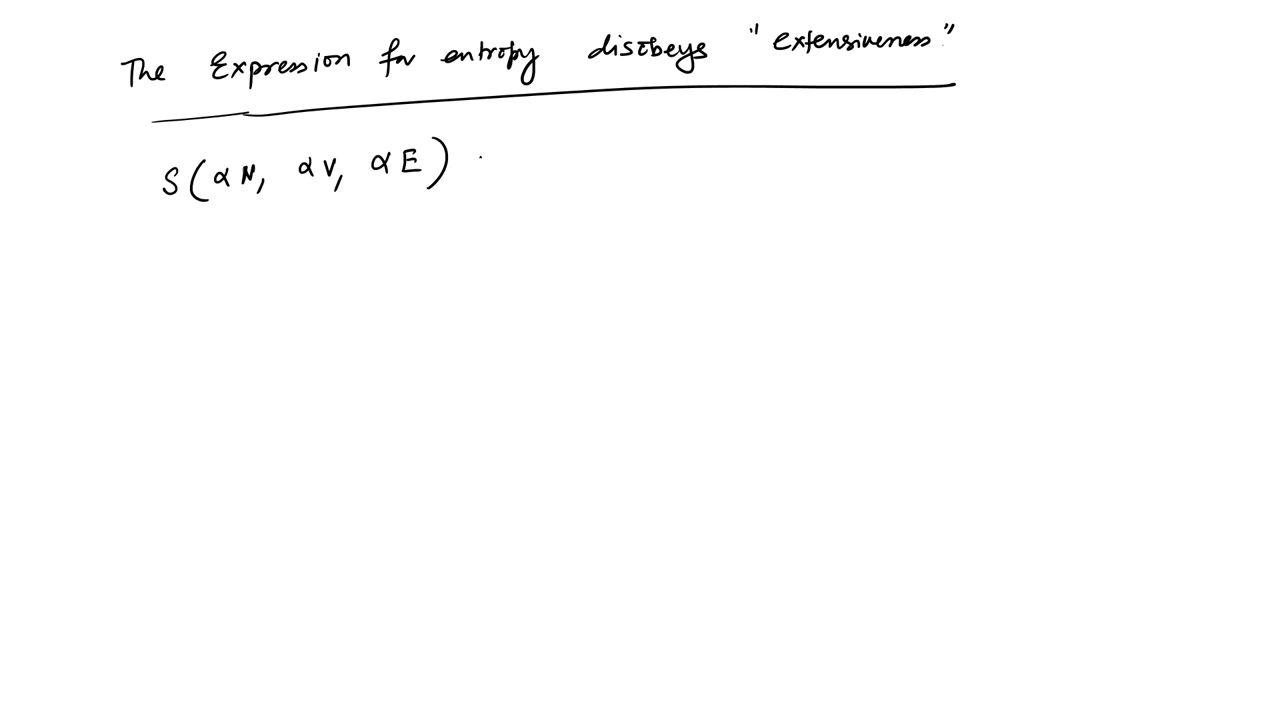 The Expression for entropy disobeys "extensiveness"
S(αN, αV, αE)